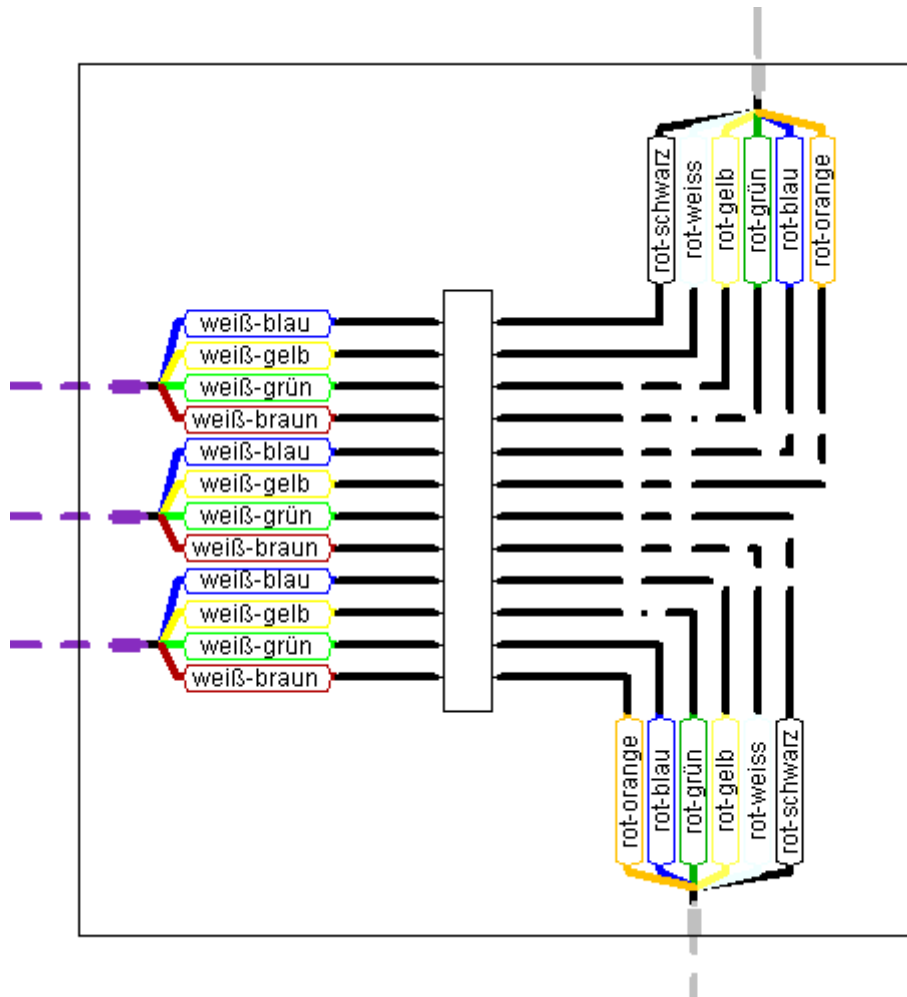 rot-schwarz
rot-weiss
rot-gelb
rot-grün
rot-blau
rot-orange
weiß-blau
weiß-gelb
weiß-grün
weiß-braun
weiß-blau
weiß-gelb
weiß-grün
weiß-braun
weiß-blau
weiß-gelb
weiß-grün
weiß-braun
rot-orange
rot-blau
rot-grün
rot-gelb
rot-weiss
rot-schwarz